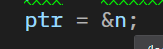 ptr = &n;